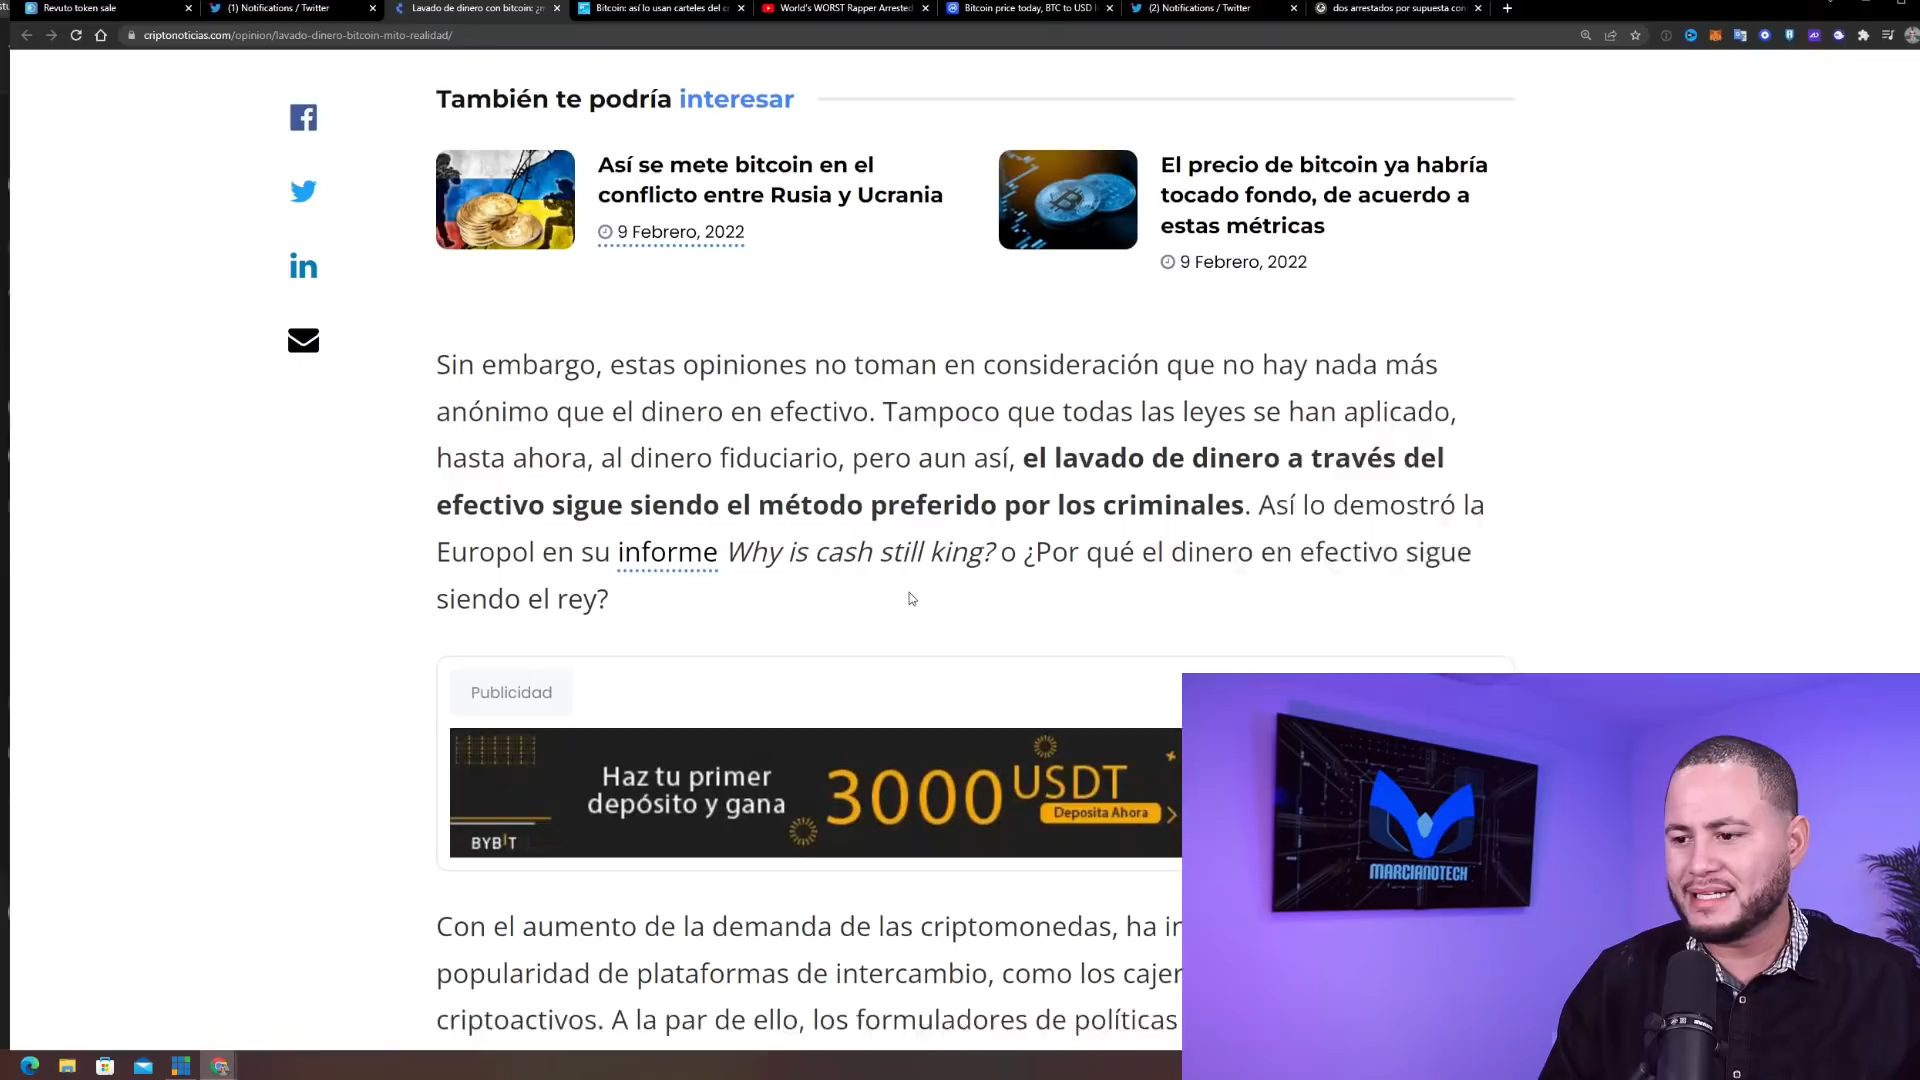 Revuto token sale
(1) Notifications / Twitter
Lavado de dinero con bitcoin: ¿m
Bitcoin: así lo usan carteles del c
World's WORST Rapper Arrested
Bitcoin price today, BTC to USD l
(2) Notifications / Twitter
dos arrestados por supuesta con
criptonoticias.com/opinion/lavado-dinero-bitcoin-mito-realidad/
También te podría interesar
Así se mete bitcoin en el
conflicto entre Rusia y Ucrania
9 Febrero, 2022
El precio de bitcoin ya habría
tocado fondo, de acuerdo a
estas métricas
9 Febrero, 2022
Sin embargo, estas opiniones no toman en consideración que no hay nada más
anónimo que el dinero en efectivo. Tampoco que todas las leyes se han aplicado,
hasta ahora, al dinero fiduciario, pero aun así, el lavado de dinero a través del
efectivo sigue siendo el método preferido por los criminales. Así lo demostró la
Europol en su informe Why is cash still king? o ¿Por qué el dinero en efectivo sigue
siendo el rey?
Publicidad
Haz tu primer
depósito y gana
3000 USDT
Deposita Ahora
BYBIT
MARCIANOTECH
Con el aumento de la demanda de las criptomonedas, ha in
popularidad de plataformas de intercambio, como los cajer
criptoactivos. A la par de ello, los formuladores de políticas